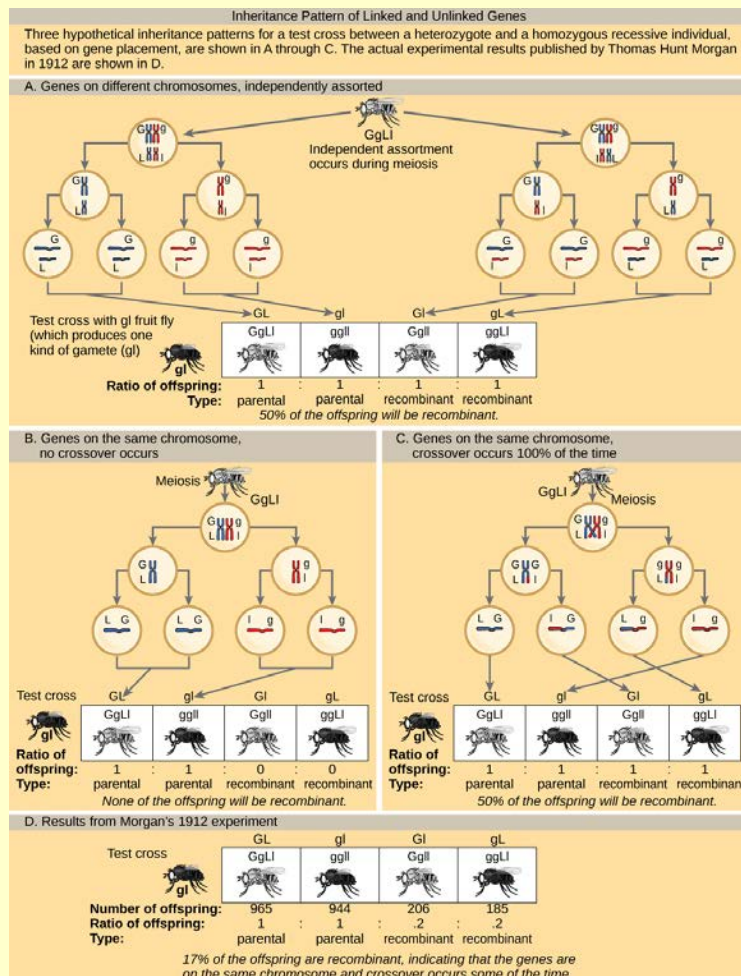 Inheritance Pattern of Linked and Unlinked Genes
Three hypothetical inheritance patterns for a test cross between a heterozygote and a homozygous recessive individual,
based on gene placement, are shown in A through C. The actual experimental results published by Thomas Hunt Morgan
in 1912 are shown in D.
A. Genes on different chromosomes, independently assorted
GgLl
Independent assortment
occurs during meiosis
G g
L l
G g
l L
G
L
g
l
G
l
g
L
G
L
G
L
g
l
g
l
G
l
G
l
g
L
g
L
Test cross with gl fruit fly
(which produces one
kind of gamete (gl)
gl
GL gl Gl gL
GgLl ggll Ggll ggLl
Ratio of offspring: 1 : 1 : 1 : 1
Type: parental parental recombinant recombinant
50% of the offspring will be recombinant.
B. Genes on the same chromosome,
no crossover occurs
Meiosis
GgLl
G g
L l
G
L
g
l
L G
L G
l g
l g
Test cross
gl
GL gl Gl gL
GgLl ggll Ggll ggLl
Ratio of
offspring: 1 : 1 : 0 : 0
Type: parental parental recombinant recombinant
None of the offspring will be recombinant.
C. Genes on the same chromosome,
crossover occurs 100% of the time
GgLl
Meiosis
G g
L l
G G
L l
g g
L l
L G
l G
L g
l g
Test cross
gl
GL gl Gl gL
GgLl ggll Ggll ggLl
Ratio of
offspring: 1 : 1 : 1 : 1
Type: parental parental recombinant recombinant
50% of the offspring will be recombinant.
D. Results from Morgan's 1912 experiment
Test cross
gl
GL gl Gl gL
GgLl ggll Ggll ggLl
Number of offspring: 965 944 206 185
Ratio of offspring: 1 : 1 : .2 : .2
Type: parental parental recombinant recombinant
17% of the offspring are recombinant, indicating that the genes are
on the same chromosome and crossover occurs some of the time.